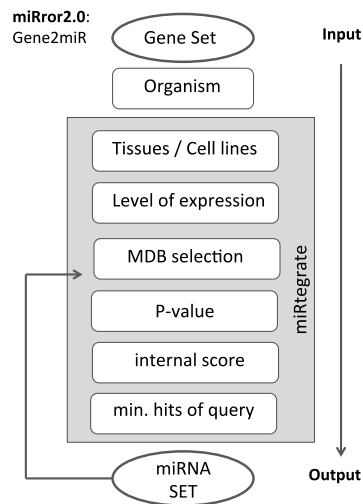 miRror2.0:
Gene2miR
Gene Set
Input
Organism
Tissues / Cell lines
Level of expression
MDB selection
P-value
internal score
min. hits of query
miRtegrate
miRNA
SET
Output